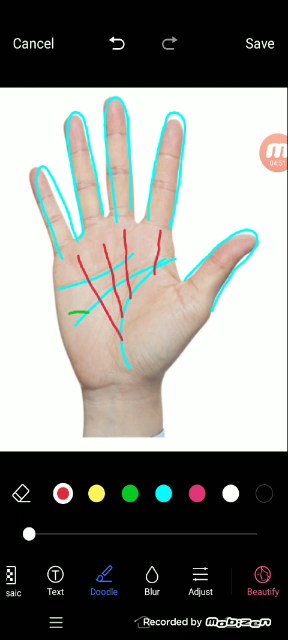 Cancel
Save
04:51
saic
Text
Doodle
Blur
Adjust
Beautify
Recorded by mobizen